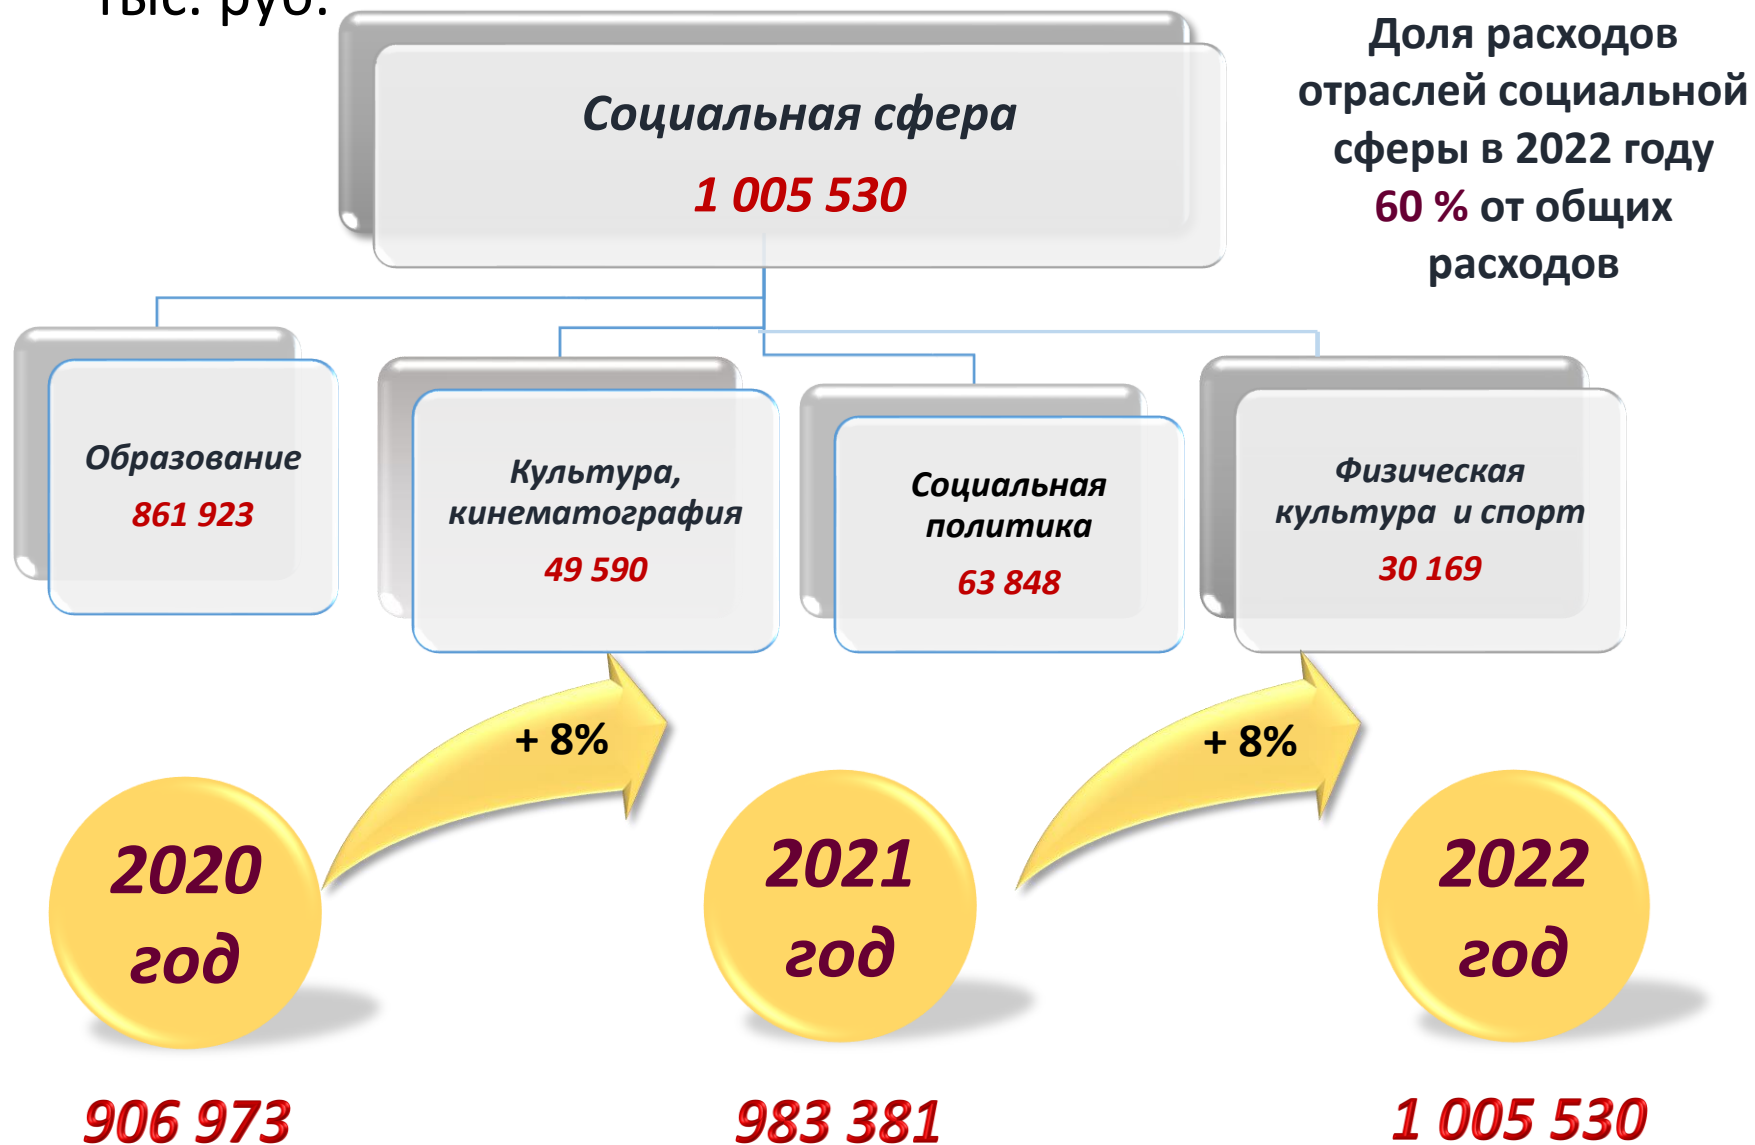 тыс. руб.
Социальная сфера
1 005 530
Доля расходов
отраслей социальной
сферы в 2022 году
60 % от общих
расходов
Образование
861 923
Культура,
кинематография
49 590
Социальная
политика
63 848
Физическая
культура и спорт
30 169
+ 8%
+ 8%
2020
год
2021
год
2022
год
906 973
983 381
1 005 530